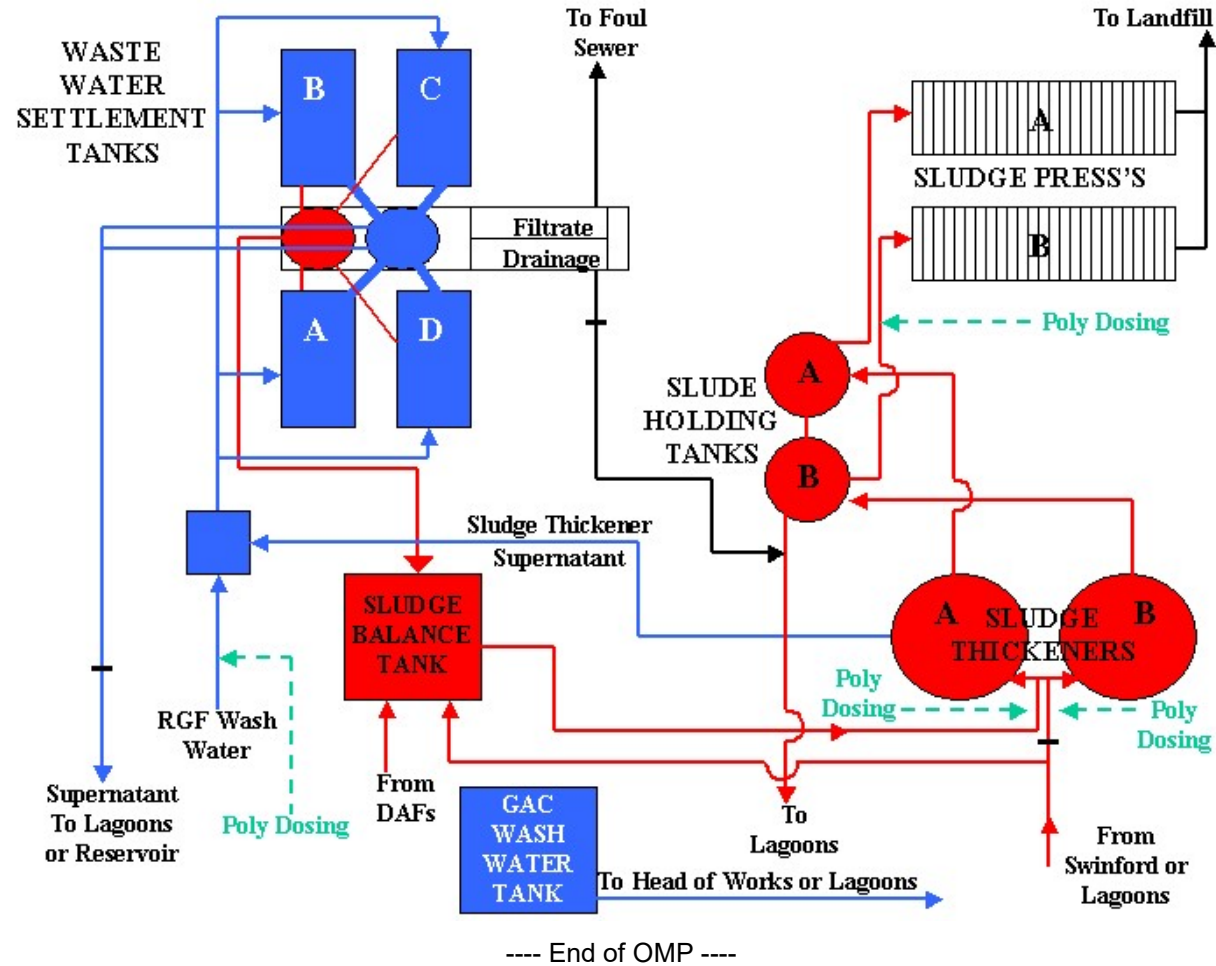 To Foul
Sewer
To Landfill
WASTE
WATER
SETTLEMENT
TANKS
B
C
A
SLUDGE PRESS'S
B
Filtrate
Drainage
A
D
Poly Dosing
A
SLUDE
HOLDING
TANKS
B
Sludge Thickener
Supernatant
SLUDGE
BALANCE
TANK
A
B
SLUDGE
THICKENERS
Poly
Dosing
Poly
Dosing
RGF Wash
Water
From
DAFs
Supernatant
To Lagoons
or Reservoir
Poly Dosing
GAC
WASH
WATER
TANK
To
Lagoons
To Head of Works or Lagoons
From
Swinford or
Lagoons
---- End of OMP ----